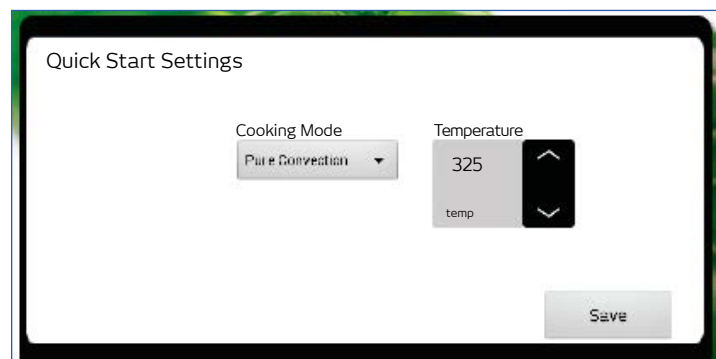 Quick Start Settings
Cooking Mode
Temperature
Pure Convection
325
temp
Save